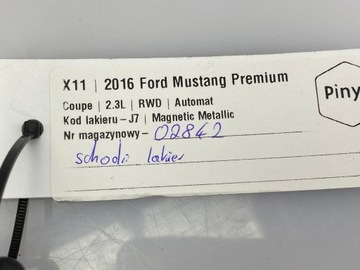 X11 | 2016 Ford Mustang Premium
Coupe | 2.3L | RWD | Automat
Kod lakieru – J7 | Magnetic Metallic
Nr magazynowy – 02842
schodi lakier
Piny